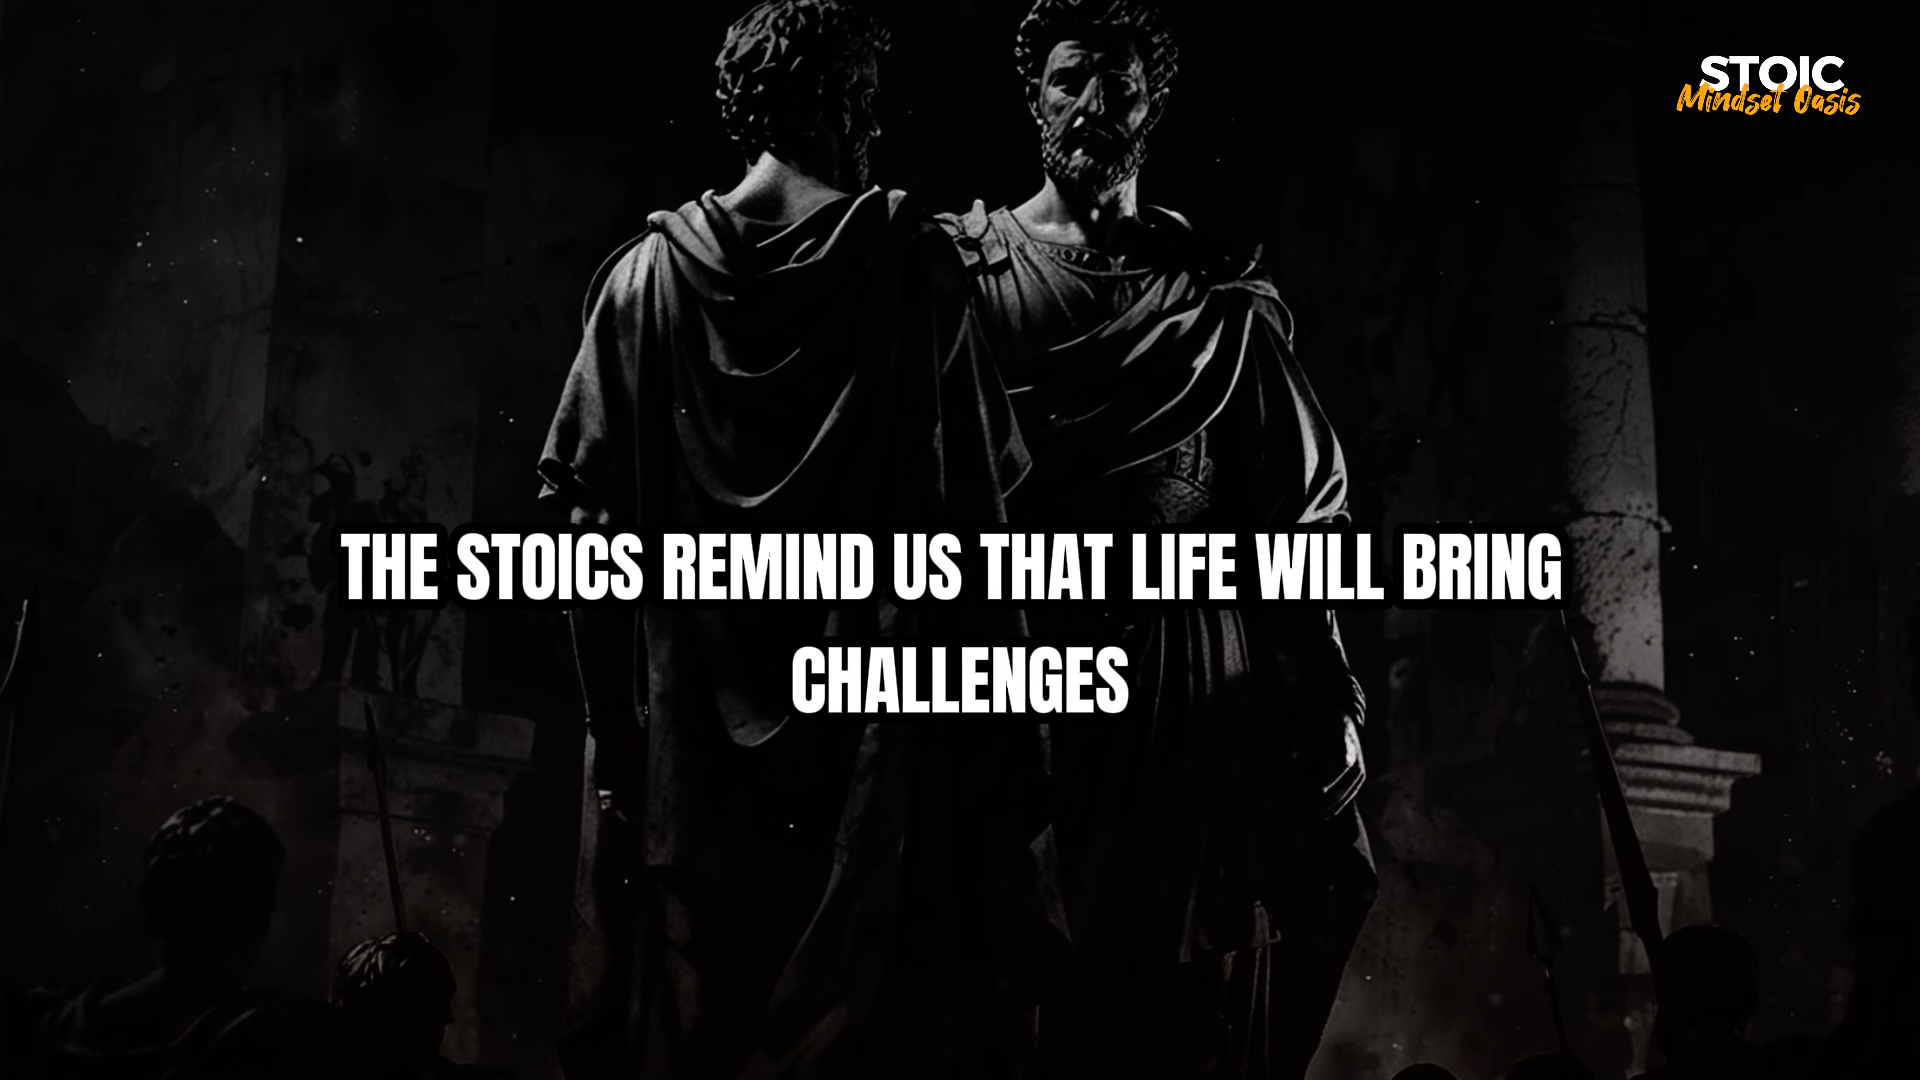 STOIC
Mindset Oasis
THE STOICS REMIND US THAT LIFE WILL BRING
CHALLENGES